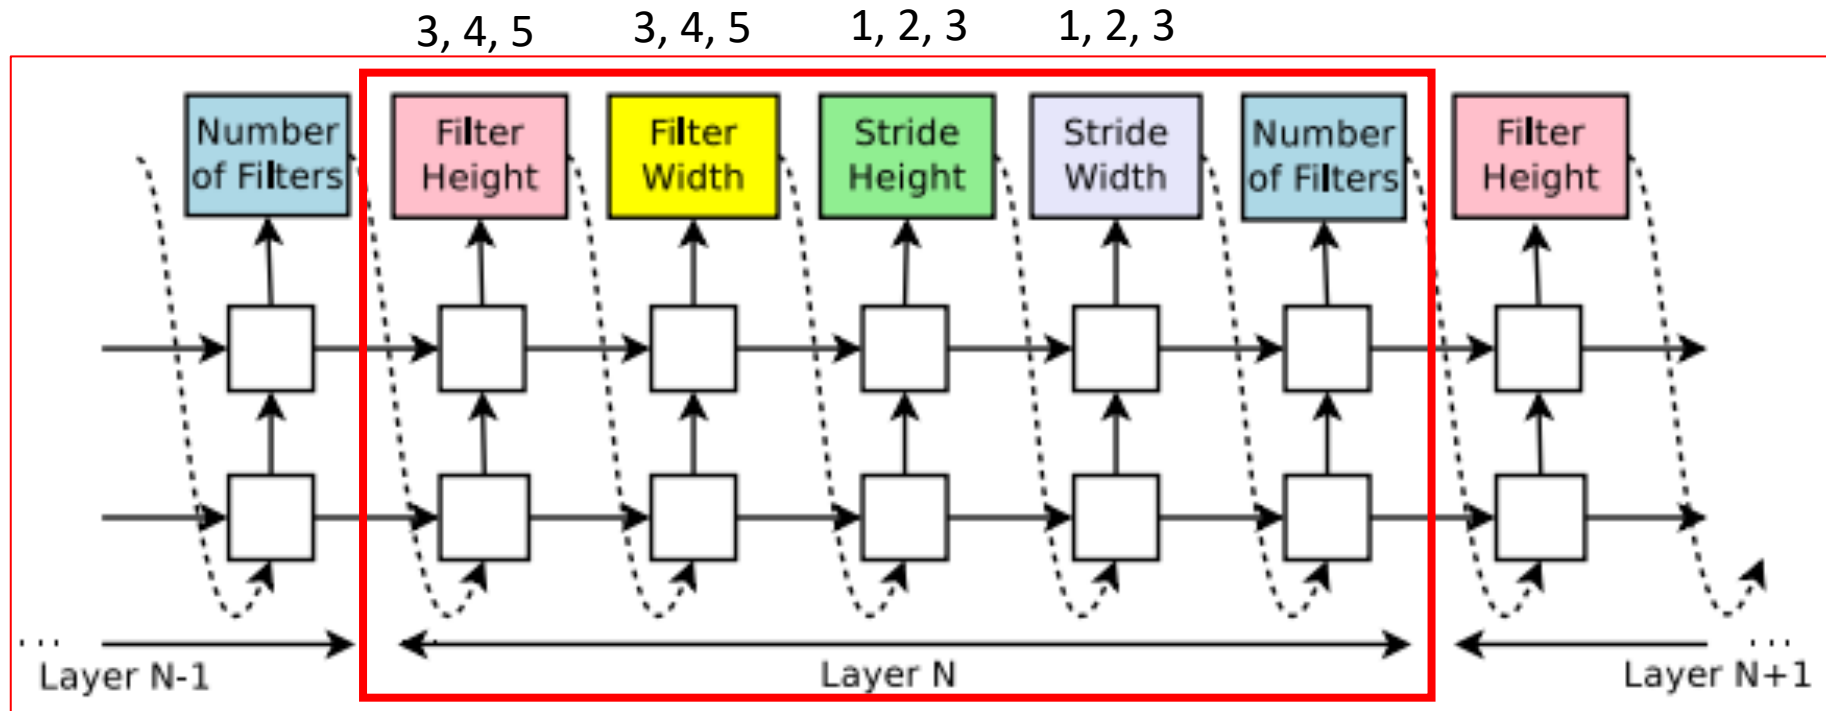 3, 4, 5
3, 4, 5
1, 2, 3
1, 2, 3
Number
of Filters
Filter
Height
Filter
Width
Stride
Height
Stride
Width
Number
of Filters
Filter
Height
...
Layer N-1
Layer N
...
Layer N+1